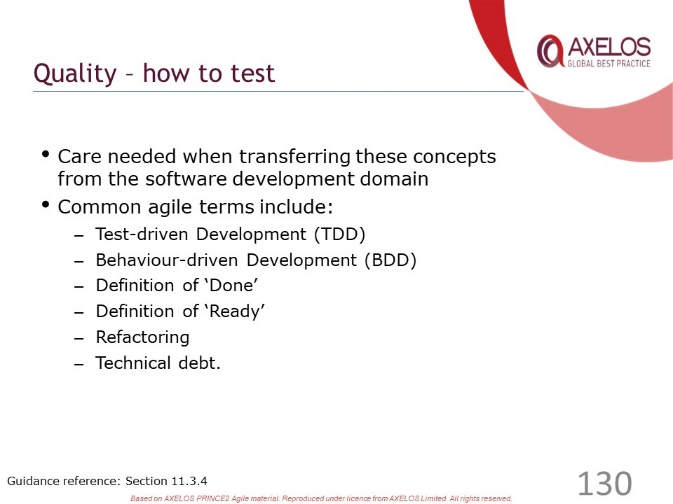 AXELOS
GLOBAL BEST PRACTICE
Quality – how to test
• Care needed when transferring these concepts
from the software development domain
• Common agile terms include:
– Test-driven Development (TDD)
– Behaviour-driven Development (BDD)
– Definition of ‘Done’
– Definition of ‘Ready’
– Refactoring
– Technical debt.
Guidance reference: Section 11.3.4
130
Based on AXELOS PRINCE2 Agile material. Reproduced under licence from AXELOS Limited. All rights reserved.